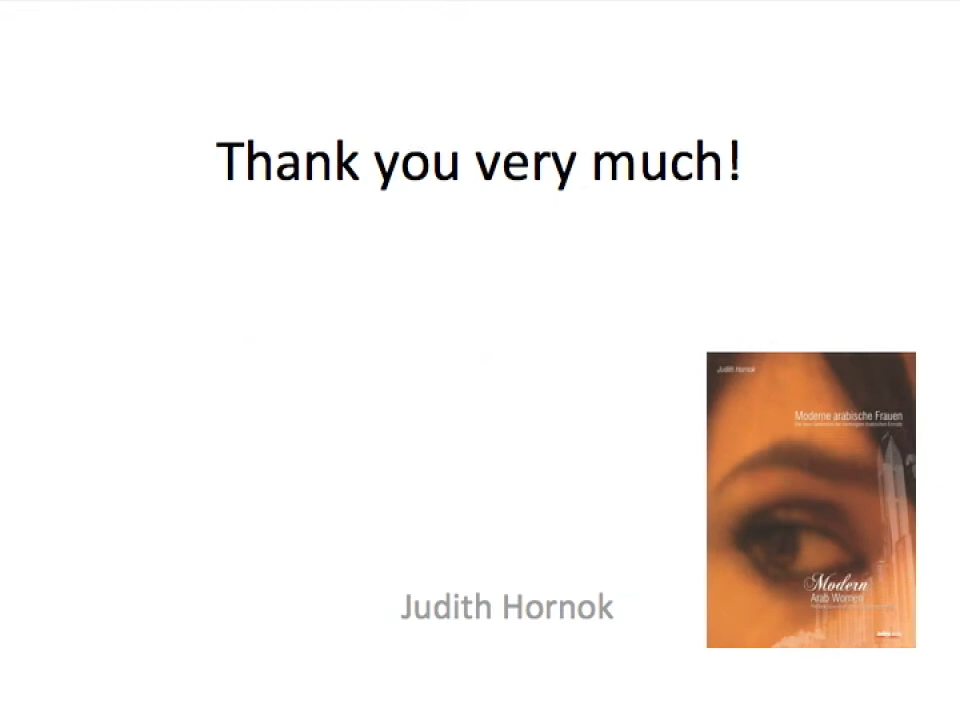 Thank you very much!
Judith Hornok
Moderne arabische Frauen
Modern
Arab Women
Judith Hornok